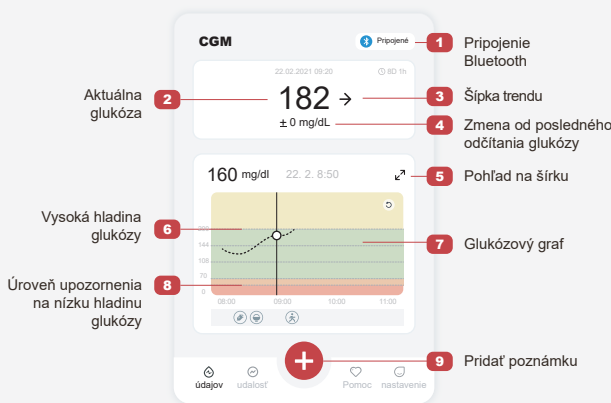 CGM
Pripojené
1
Pripojenie
Bluetooth
22.02.2021 09:20
8D 1h
Aktuálna
glukóza
2
182
3
Šípka trendu
± 0 mg/dL
4
Zmena od posledného
odčítania glukózy
160 mg/dl
22. 2. 8:50
5
Pohľad na šírku
Vysoká hladina
glukózy
6
144
108
70
0
7
Glukózový graf
Úroveň upozornenia
na nízku hladinu
glukózy
8
08:00
09:00
10:00
11:00
9
Pridať poznámku
údajov
udalosť
Pomoc
nastavenie